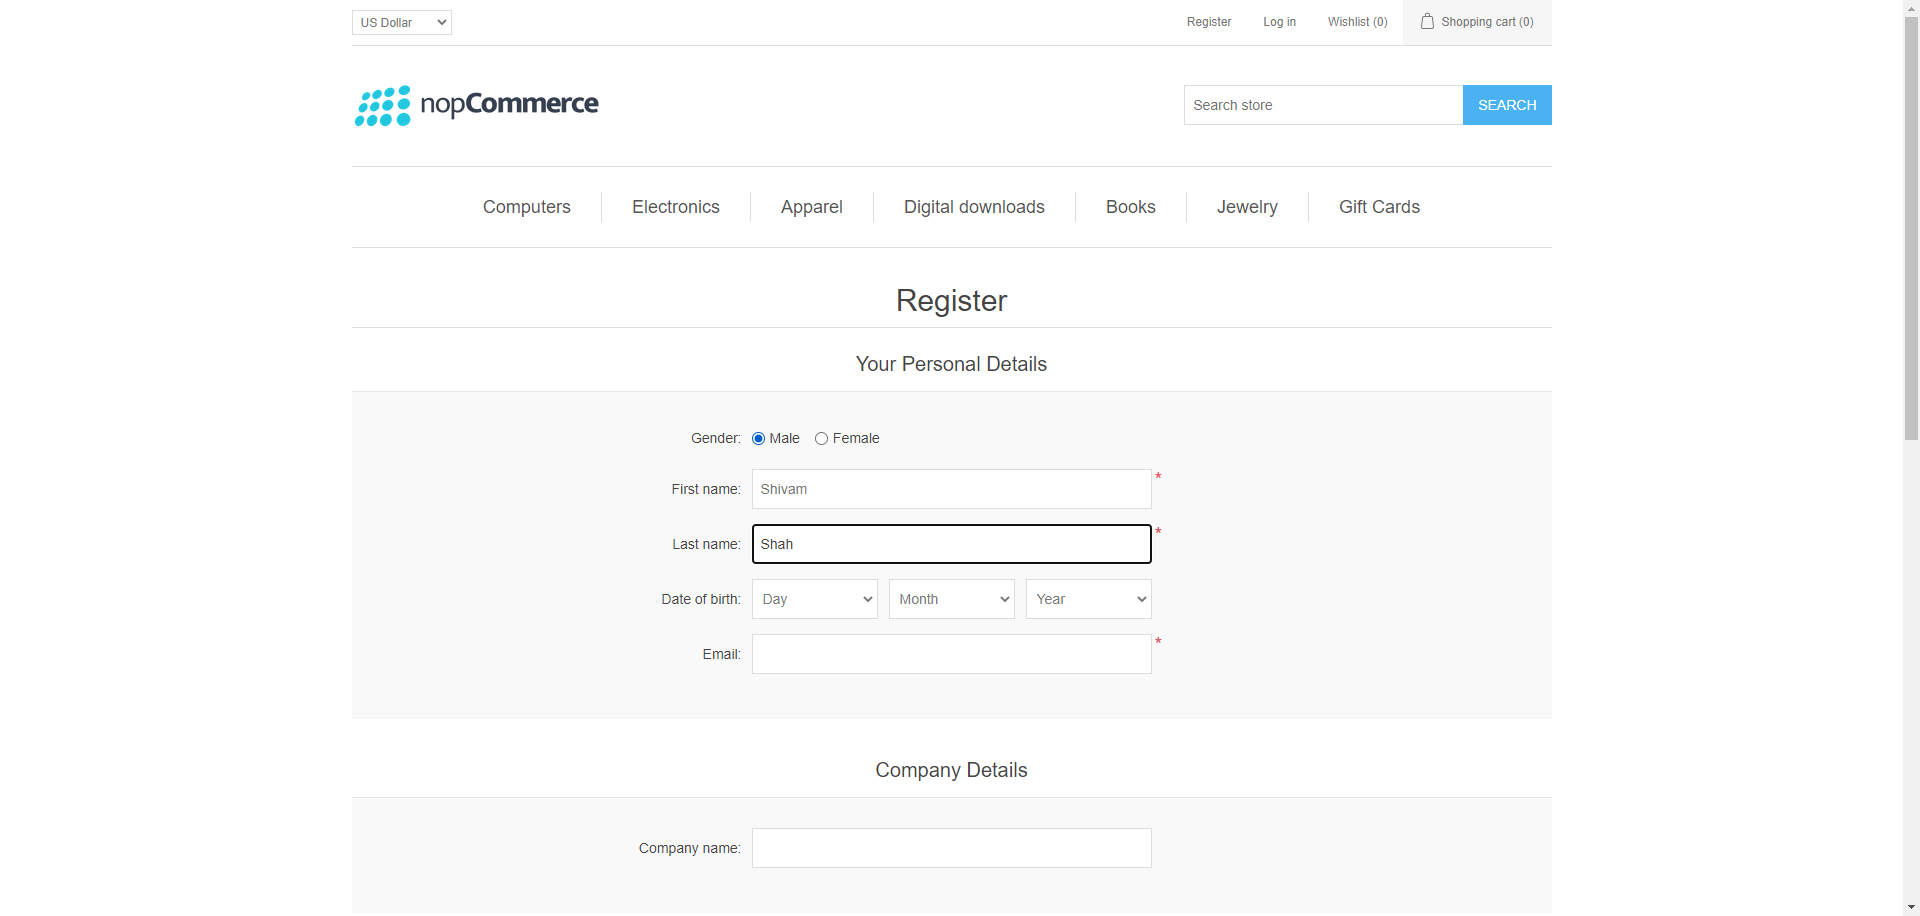 US Dollar
Register
Log in
Wishlist (0)
Shopping cart (0)
nopCommerce
Search store
SEARCH
Computers
Electronics
Apparel
Digital downloads
Books
Jewelry
Gift Cards
Register
Your Personal Details
Gender: Male Female
First name: Shivam *
Last name: Shah *
Date of birth: Day Month Year
Email: *
Company Details
Company name: